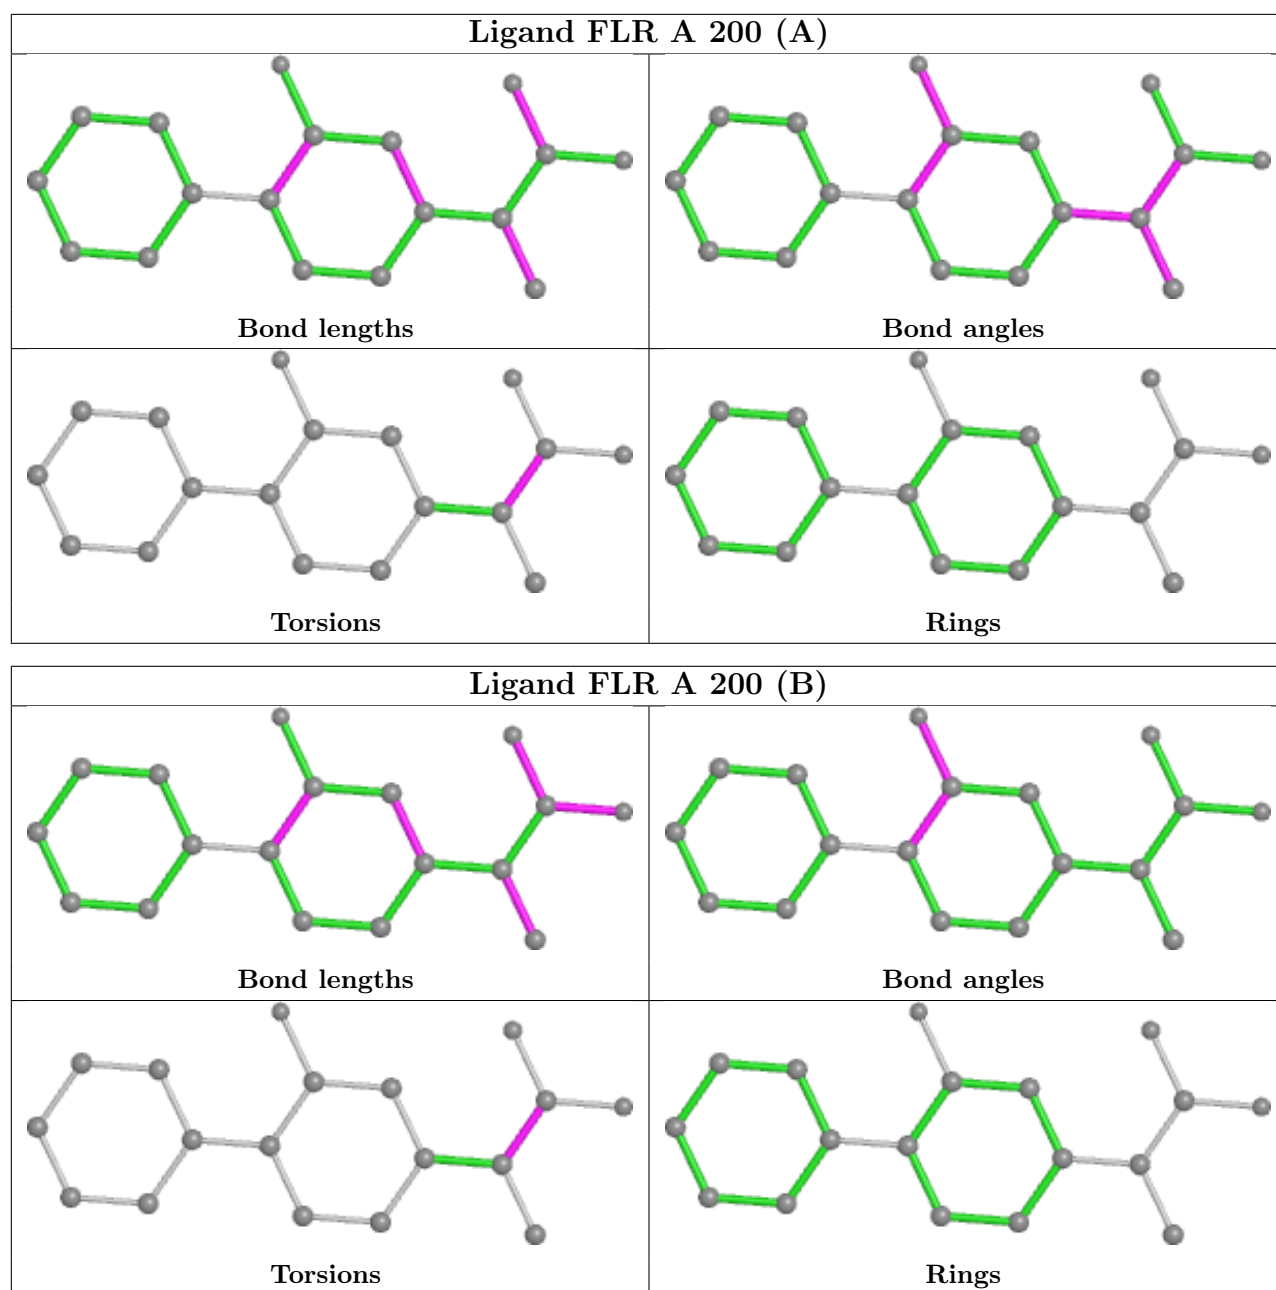 Ligand FLR A 200 (A)
Bond lengths
Bond angles
Torsions
Rings
Ligand FLR A 200 (B)
Bond lengths
Bond angles
Torsions
Rings